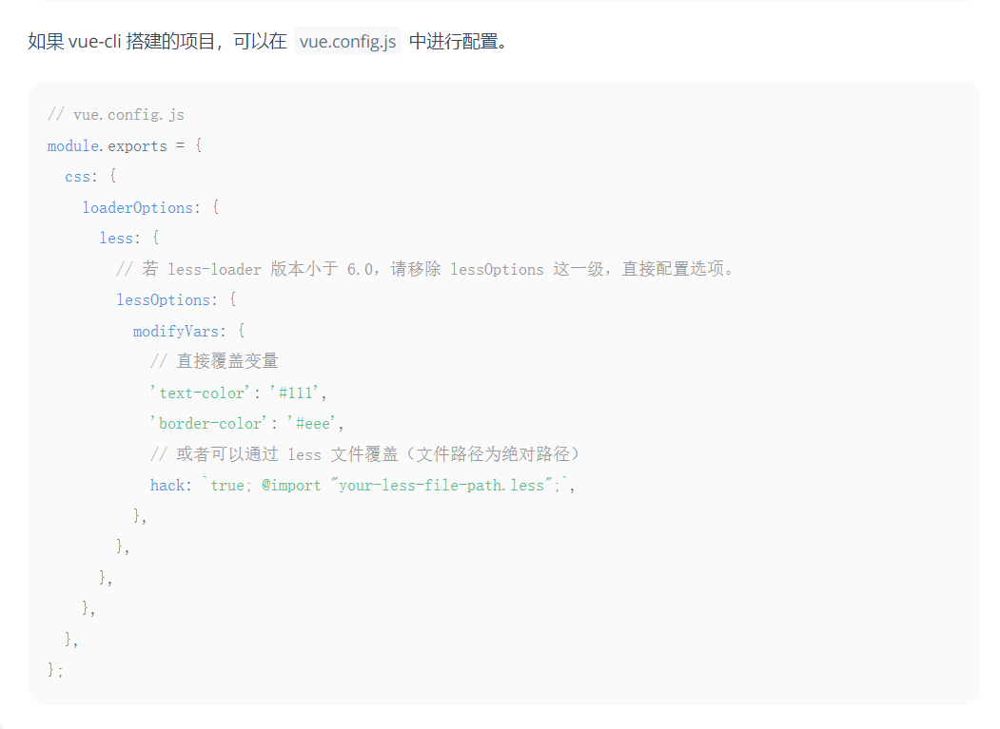 如果 vue-cli 搭建的项目，可以在 vue.config.js 中进行配置。
// vue.config.js
module.exports = {
  css: {
    loaderOptions: {
      less: {
        // 若 less-loader 版本小于 6.0，请移除 lessOptions 这一级，直接配置选项。
        lessOptions: {
          modifyVars: {
            // 直接覆盖变量
            'text-color': '#111',
            'border-color': '#eee',
            // 或者可以通过 less 文件覆盖（文件路径为绝对路径）
            hack: `true; @import "your-less-file-path.less";`,
          },
        },
      },
    },
  },
};